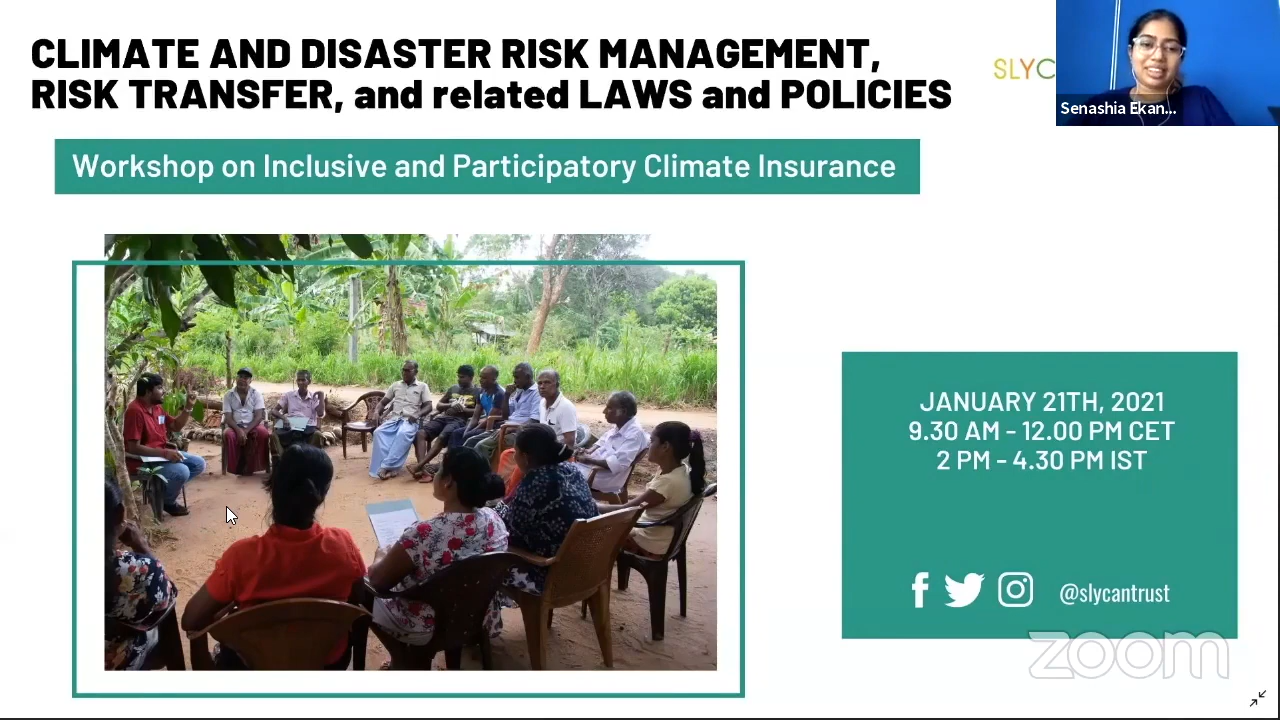 CLIMATE AND DISASTER RISK MANAGEMENT,
RISK TRANSFER, and related LAWS and POLICIES
SLYC
Senashia Ekan...
Workshop on Inclusive and Participatory Climate Insurance
JANUARY 21TH, 2021
9.30 AM - 12.00 PM CET
2 PM - 4.30 PM IST
@slycantrust
zoom